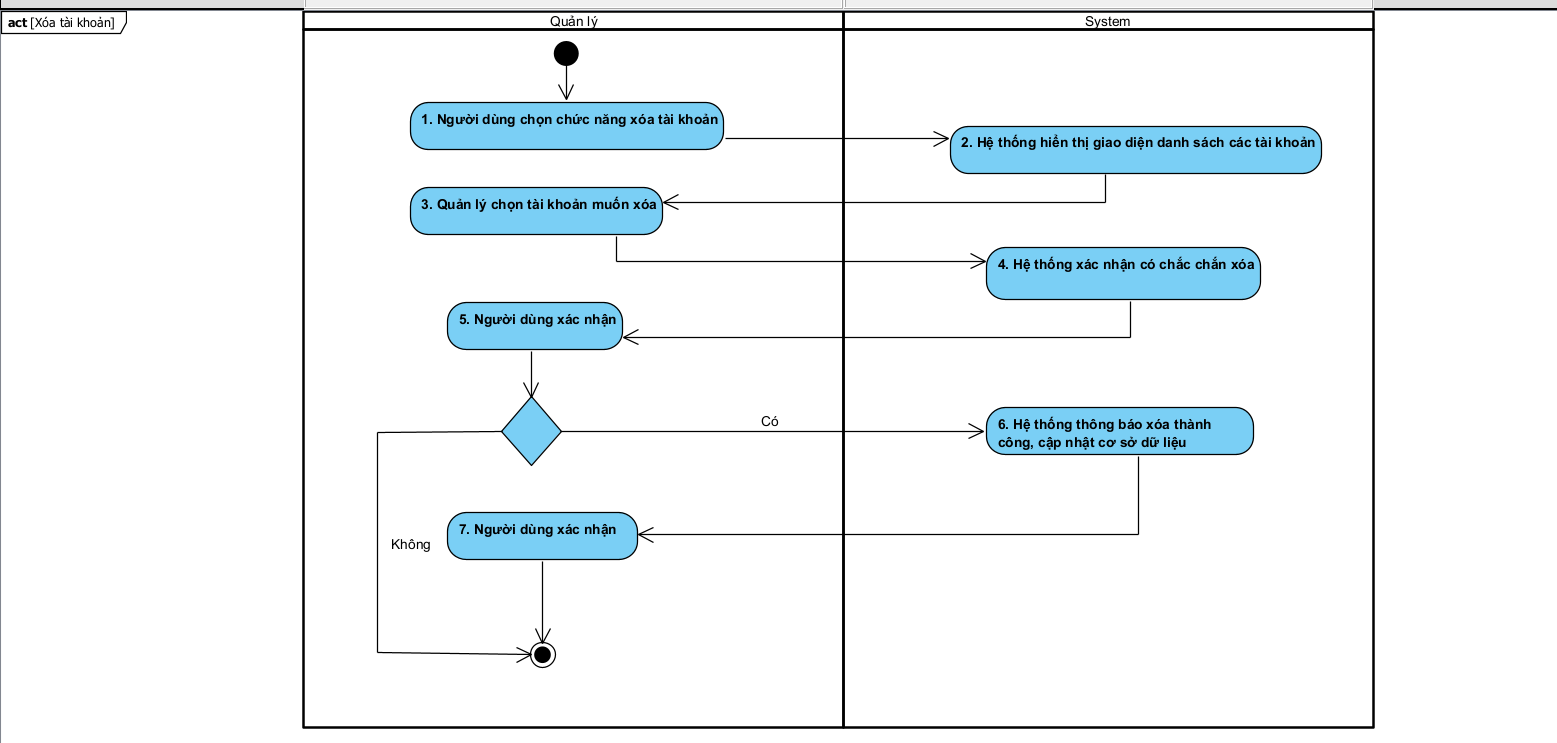 act [Xóa tài khoản]
Quản lý
System
1. Người dùng chọn chức năng xóa tài khoản
2. Hệ thống hiển thị giao diện danh sách các tài khoản
3. Quản lý chọn tài khoản muốn xóa
4. Hệ thống xác nhận có chắc chắn xóa
5. Người dùng xác nhận
Có
6. Hệ thống thông báo xóa thành
công, cập nhật cơ sở dữ liệu
7. Người dùng xác nhận
Không